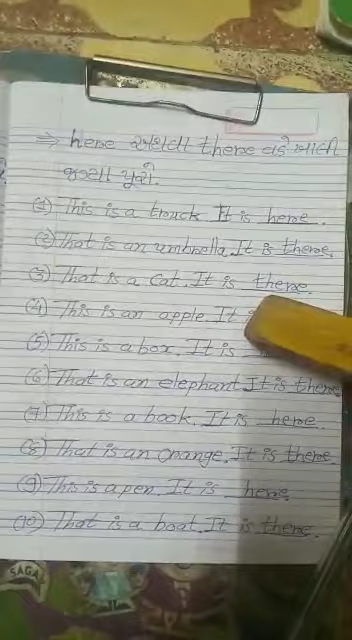 ⇒ here અથવા there વડે ખાલી
જગ્યા પૂરો.
(1) This is a truck. It is here.
(2) That is an umbrella. It is there.
(3) That is a cat. It is there.
(4) This is an apple. It
(5) This is a box. It is
(6) That is an elephant It is there
(7) This is a book. It is here.
(8) That is an orange. It is there.
(9) This is a pen. It is here.
(10) That is a boat. It is there.
SAGA